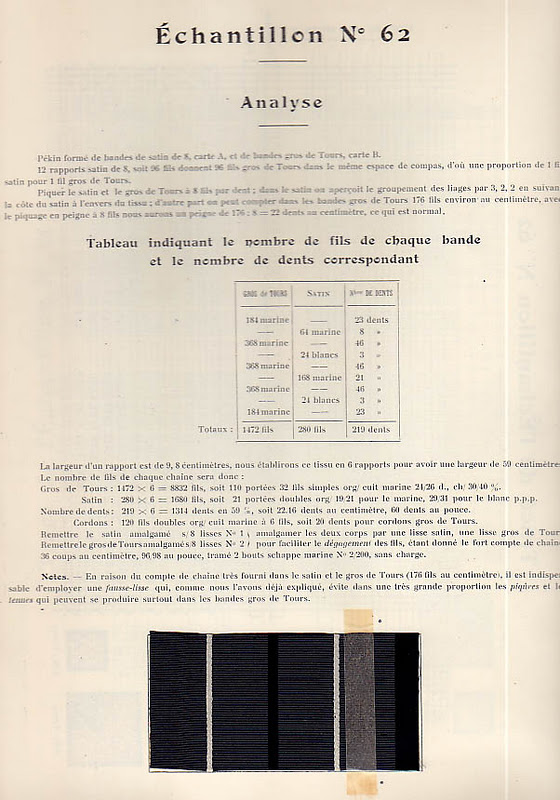 Échantillon N° 62
Analyse
Pékin formé de bandes de satin de 8, carte A, et de bandes gros de Tours, carte B.
12 rapports satin de 8, soit 96 fils donnent 96 fils gros de Tours dans le même espace de compas, d'où une proportion de 1 fi
satin pour 1 fil gros de Tours.
Piquer le satin et le gros de Tours à 8 fils par dent ; dans le satin on aperçoit le groupement des liages par 3, 2, 2 en suivan
la côte du satin à l'envers du tissu ; d'autre part on peut compter dans les bandes gros de Tours 176 fils environ au centimètre, avec
le piquage en peigne à 8 fils nous aurons un peigne de 176 : 8 = 22 dents au centimètre, ce qui est normal.
Tableau indiquant le nombre de fils de chaque bande
et le nombre de dents correspondant
GROS de TOURS SATIN Nbre DE DENTS
184 marine — 23 dents
— 64 marine 8 »
368 marine — 46 »
— 24 blancs 3 »
368 marine — 46 »
— 168 marine 21 »
368 marine — 46 »
— 24 blancs 3 »
184 marine — 23 »
Totaux : 1472 fils 280 fils 219 dents
La largeur d'un rapport est de 9, 8 centimètres, nous établirons ce tissu en 6 rapports pour avoir une largeur de 59 centimètre
Le nombre de fils de chaque chaîne sera donc :
Gros de Tours : 1472 × 6 = 8832 fils, soit 110 portées 32 fils simples org/ cuit marine 24/26 d., ch/ 30/40 %.
Satin : 280 × 6 = 1680 fils, soit 21 portées doubles org/ 19/21 pour le marine, 29/31 pour le blanc p.p.p.
Nombre de dents : 219 × 6 = 1314 dents en 59 %, soit 22.16 dents au centimètre, 60 dents au pouce.
Cordons : 120 fils doubles org/ cuit marine à 6 fils, soit 20 dents pour cordons gros de Tours.
Remettre le satin amalgamé s/8 lisses N° 1 ( amalgamer les deux corps par une lisse satin, une lisse gros de Tour
Remettre le gros de Tours amalgamé s/8 lisses N° 2 ) pour faciliter le dégagement des fils, étant donné le fort compte de chaîn
36 coups au centimètre, 96,98 au pouce, tramé 2 bouts schappe marine N° 2/200, sans charge.
Notes. — En raison du compte de chaîne très fourni dans le satin et le gros de Tours (176 fils au centimètre), il est indispe
sable d'employer une fausse-lisse qui, comme nous l'avons déjà expliqué, évite dans une très grande proportion les piqûres et l
tenues qui peuvent se produire surtout dans les bandes gros de Tours.